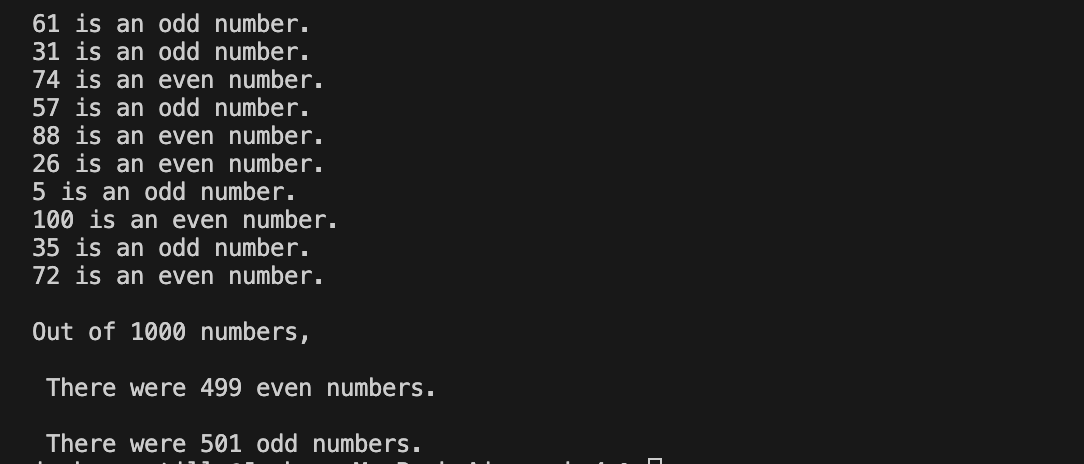 61 is an odd number.
31 is an odd number.
74 is an even number.
57 is an odd number.
88 is an even number.
26 is an even number.
5 is an odd number.
100 is an even number.
35 is an odd number.
72 is an even number.
Out of 1000 numbers,
There were 499 even numbers.
There were 501 odd numbers.